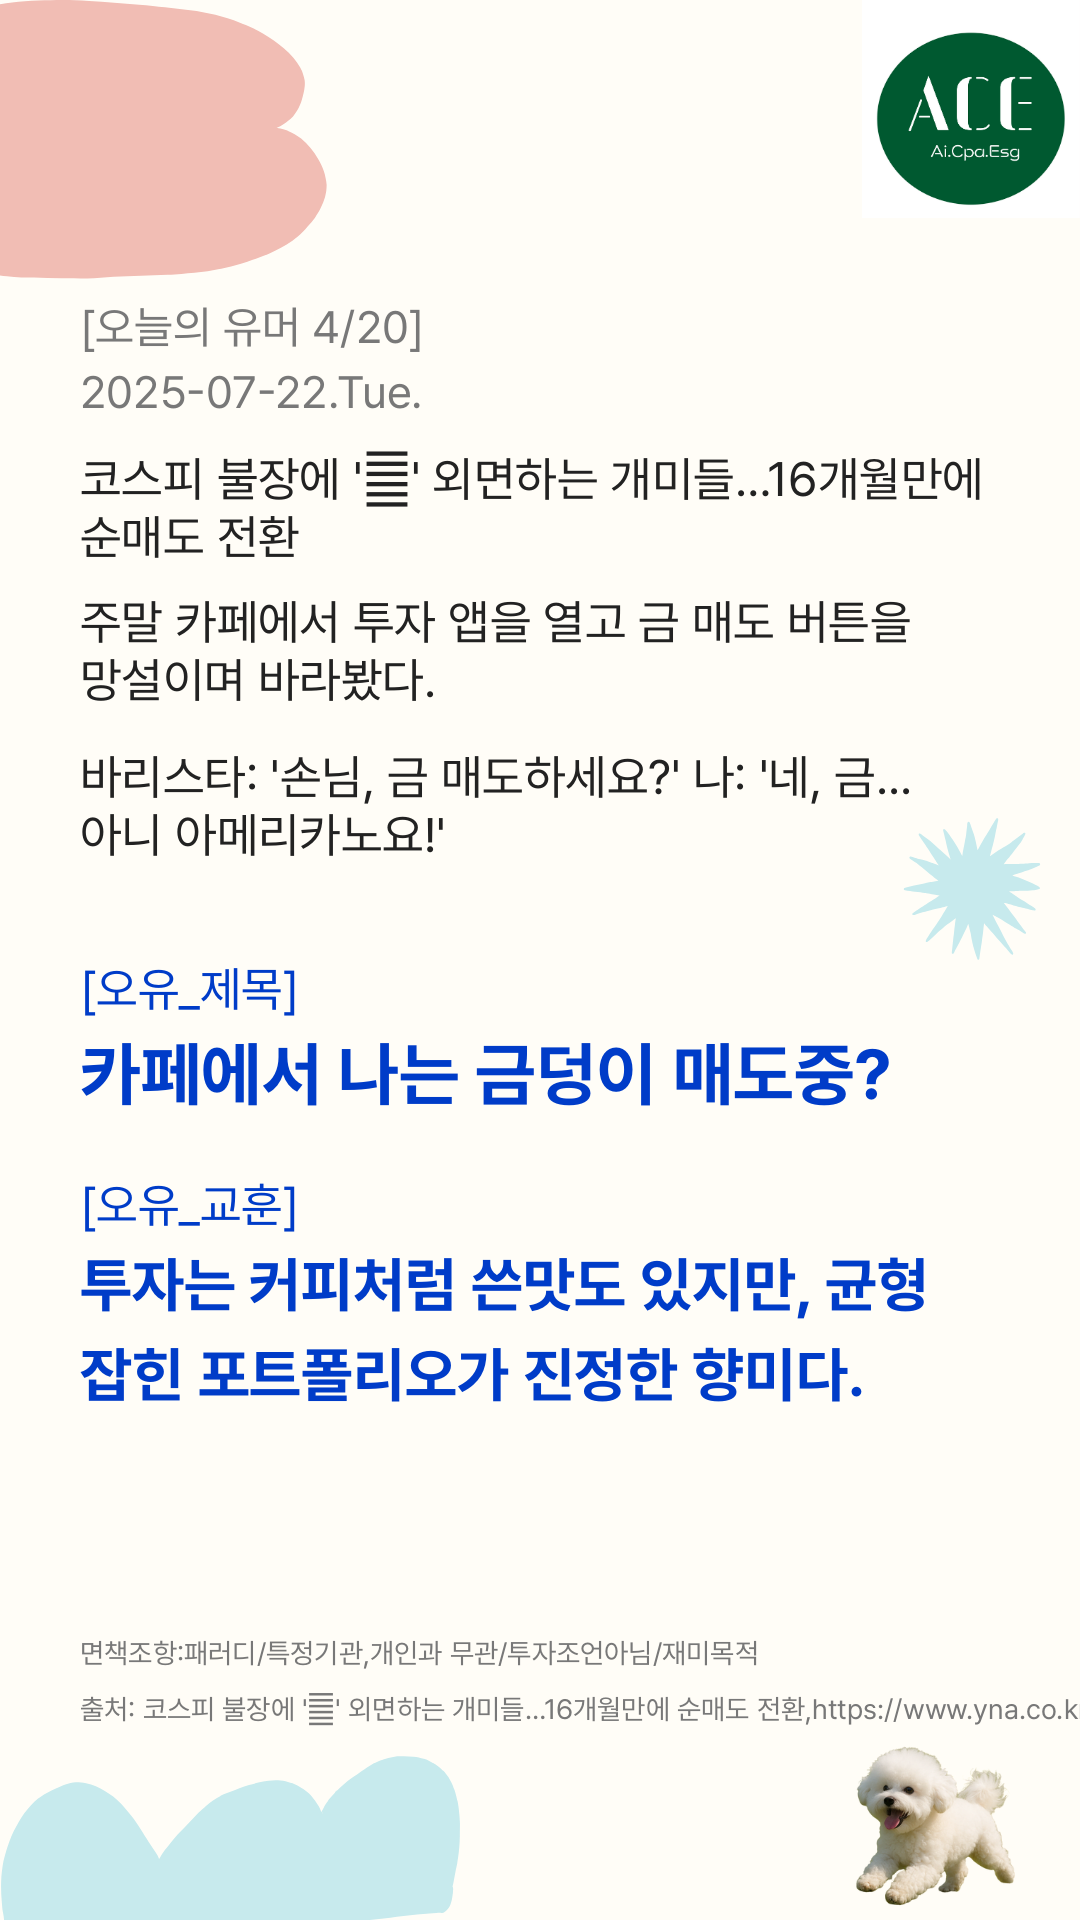 ACE
Ai.Cpa.Esg
[오늘의 유머 4/20]
2025-07-22.Tue.
코스피 불장에 '' 외면하는 개미들…16개월만에
순매도 전환
주말 카페에서 투자 앱을 열고 금 매도 버튼을
망설이며 바라봤다.
바리스타: '손님, 금 매도하세요?' 나: '네, 금…
아니 아메리카노요!'
[오유_제목]
카페에서 나는 금덩이 매도중?
[오유_교훈]
투자는 커피처럼 쓴맛도 있지만, 균형
잡힌 포트폴리오가 진정한 향미다.
면책조항:패러디/특정기관,개인과 무관/투자조언아님/재미목적
출처: 코스피 불장에 '' 외면하는 개미들…16개월만에 순매도 전환,https://www.yna.co.k